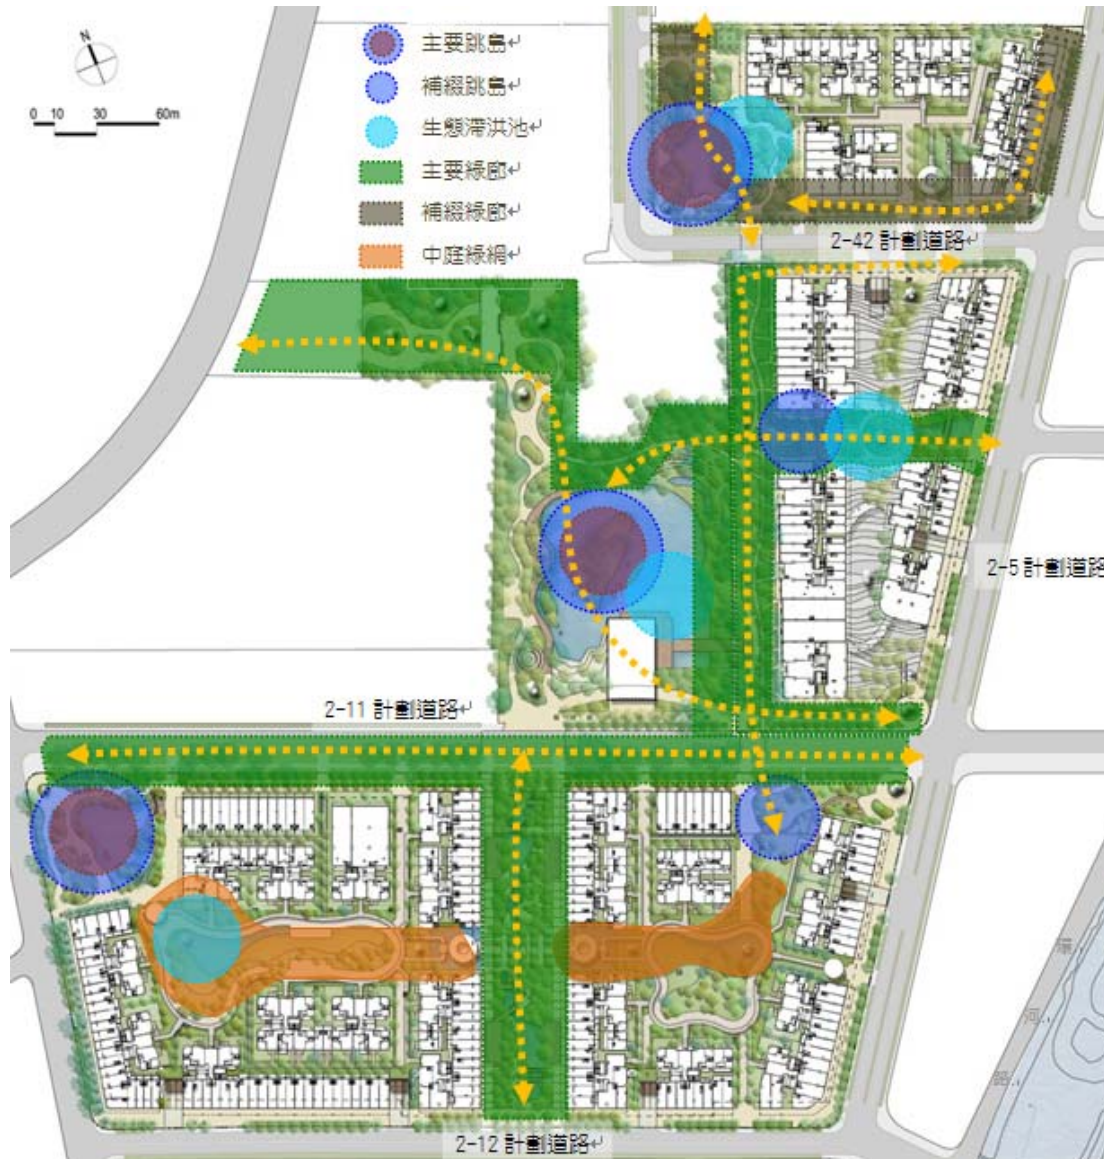 N
0 10 30 60m
主要跳島↵
補綴跳島↵
生態滯洪池↵
主要綠廊↵
補綴綠廊↵
中庭綠網↵
2-42 計劃道路↵
2-5 計劃道路
2-11 計劃道路↵
2-12 計劃道路↵
河
路